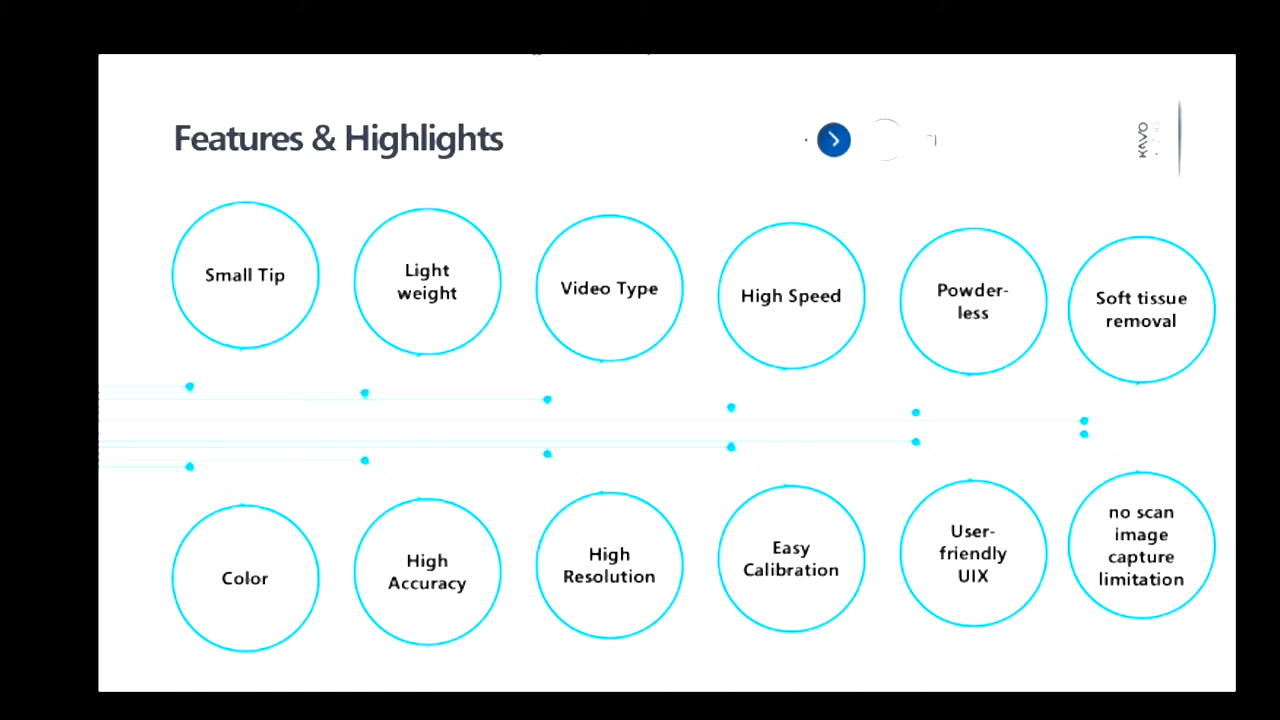 Features & Highlights
KAVO
Small Tip
Light
weight
Video Type
High Speed
Powder-
less
Soft tissue
removal
Color
High
Accuracy
High
Resolution
Easy
Calibration
User-
friendly
UIX
no scan
image
capture
limitation